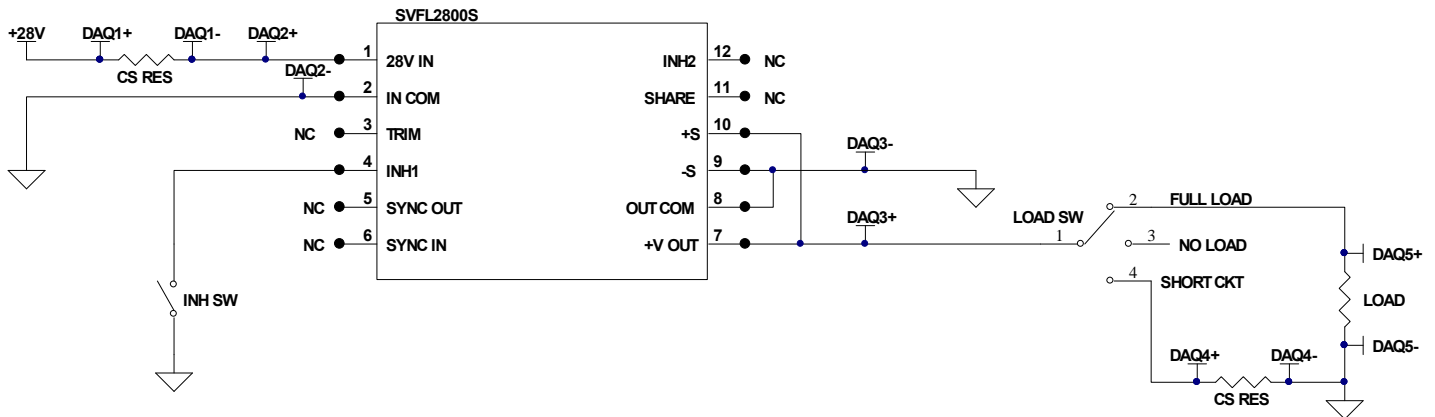 SVFL2800S
+28V
DAQ1+
DAQ1-
DAQ2+
CS RES
DAQ2-
1
28V IN
2
IN COM
NC
3
TRIM
4
INH1
NC
5
SYNC OUT
NC
6
SYNC IN
INH2
12
NC
SHARE
11
NC
+S
10
-S
9
OUT COM
8
+V OUT
7
DAQ3-
DAQ3+
INH SW
LOAD SW
1
2
FULL LOAD
3
NO LOAD
4
SHORT CKT
DAQ5+
LOAD
DAQ5-
DAQ4+
DAQ4-
CS RES